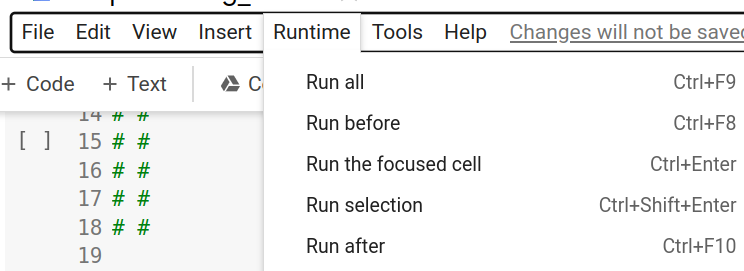 File Edit View Insert Runtime Tools Help Changes will not be saved
+ Code + Text
Run all Ctrl+F9
Run before Ctrl+F8
Run the focused cell Ctrl+Enter
Run selection Ctrl+Shift+Enter
Run after Ctrl+F10
14 # #
[ ] 15 # #
16 # #
17 # #
18 # #
19